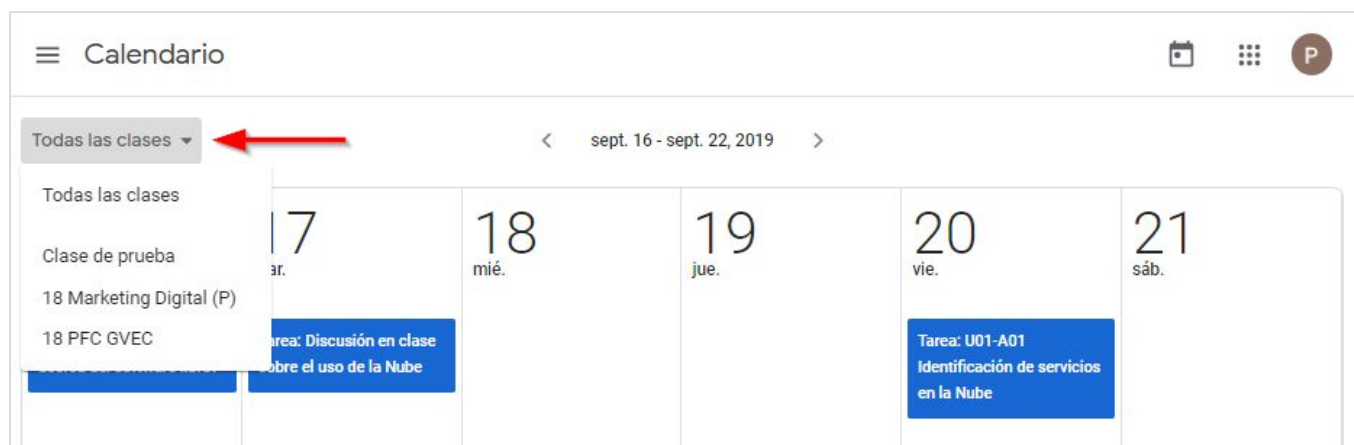 Calendario
P
Todas las clases
sept. 16 - sept. 22, 2019
Todas las clases
Clase de prueba
18 Marketing Digital (P)
18 PFC GVEC
17
mar.
18
mié.
19
jue.
20
vie.
21
sáb.
Tarea: Discusión en clase
sobre el uso de la Nube
Tarea: U01-A01
Identificación de servicios
en la Nube